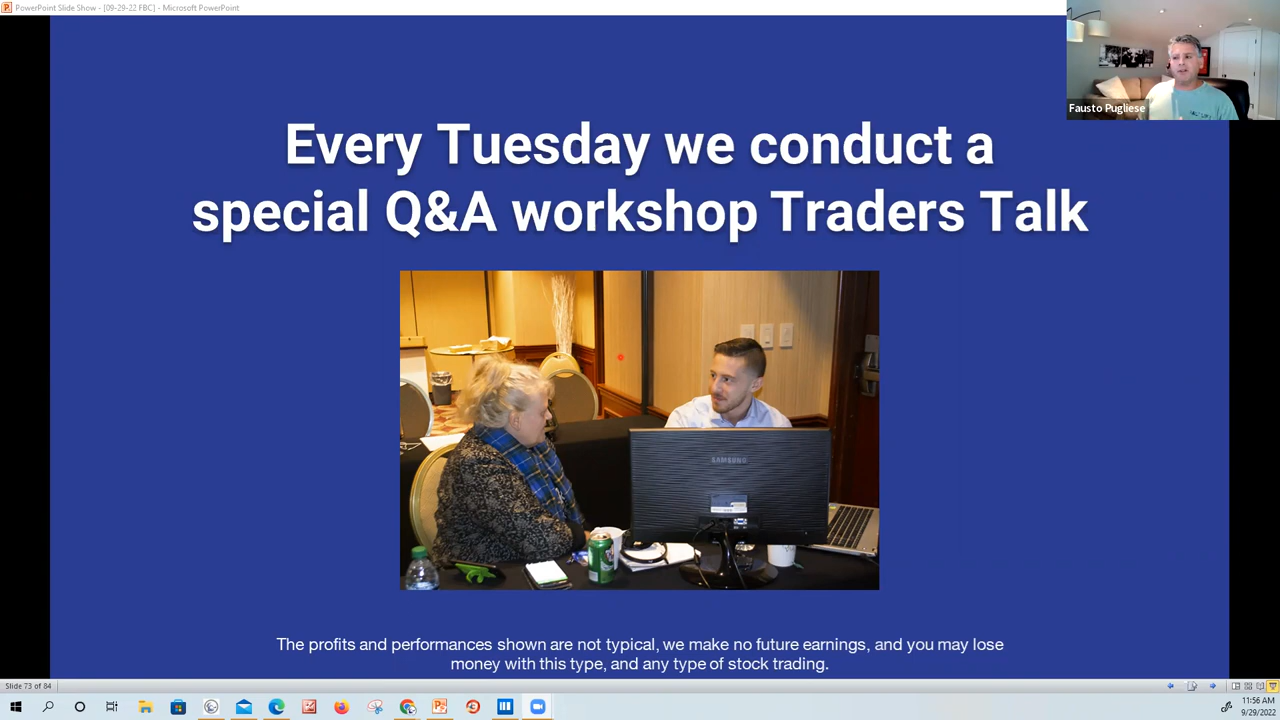 PowerPoint Slide Show - [09-29-22 FBC] - Microsoft PowerPoint
Fausto Pugliese
Every Tuesday we conduct a
special Q&A workshop Traders Talk
SAMSUNG
The profits and performances shown are not typical, we make no future earnings, and you may lose
money with this type, and any type of stock trading.
Slide 73 of 84
11:56 AM
9/29/2022